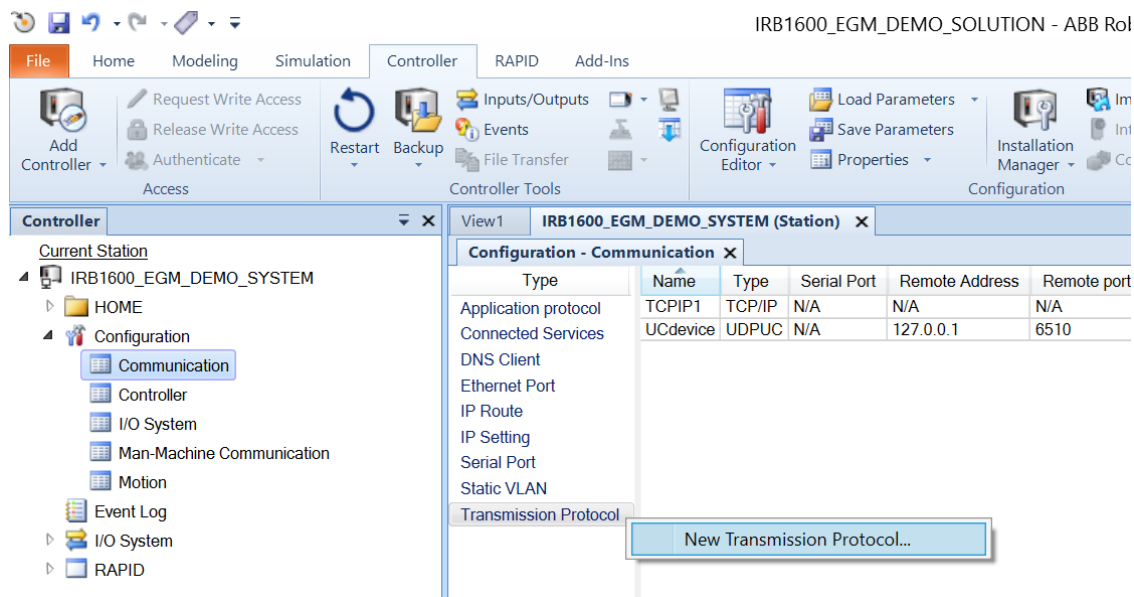 IRB1600_EGM_DEMO_SOLUTION - ABB Rob
File Home Modeling Simulation Controller RAPID Add-Ins
Add Controller
Request Write Access
Release Write Access
Authenticate
Access
Restart
Backup
Inputs/Outputs
Events
File Transfer
Controller Tools
Configuration Editor
Load Parameters
Save Parameters
Properties
Installation Manager
Im
Int
Co
Configuration
Controller
Current Station
IRB1600_EGM_DEMO_SYSTEM
HOME
Configuration
Communication
Controller
I/O System
Man-Machine Communication
Motion
Event Log
I/O System
RAPID
View1 IRB1600_EGM_DEMO_SYSTEM (Station)
Configuration - Communication
Type
Application protocol
Connected Services
DNS Client
Ethernet Port
IP Route
IP Setting
Serial Port
Static VLAN
Transmission Protocol
Name Type Serial Port Remote Address Remote port
TCPIP1 TCP/IP N/A N/A N/A
UCdevice UDPUC N/A 127.0.0.1 6510
New Transmission Protocol...